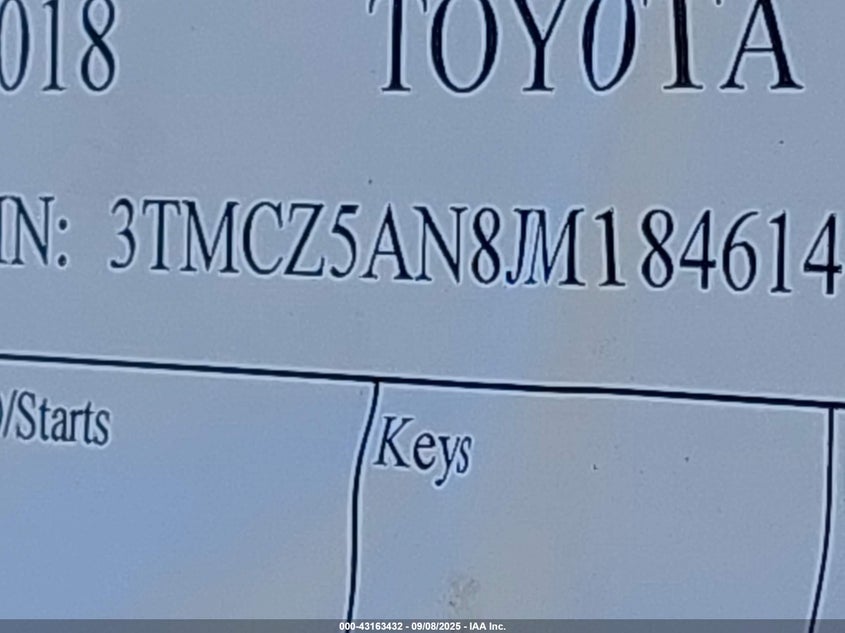 018 TOYOTA
IN: 3TMCZ5AN8JM184614
/Starts Keys
000-43163432 - 09/08/2025 - IAA Inc.